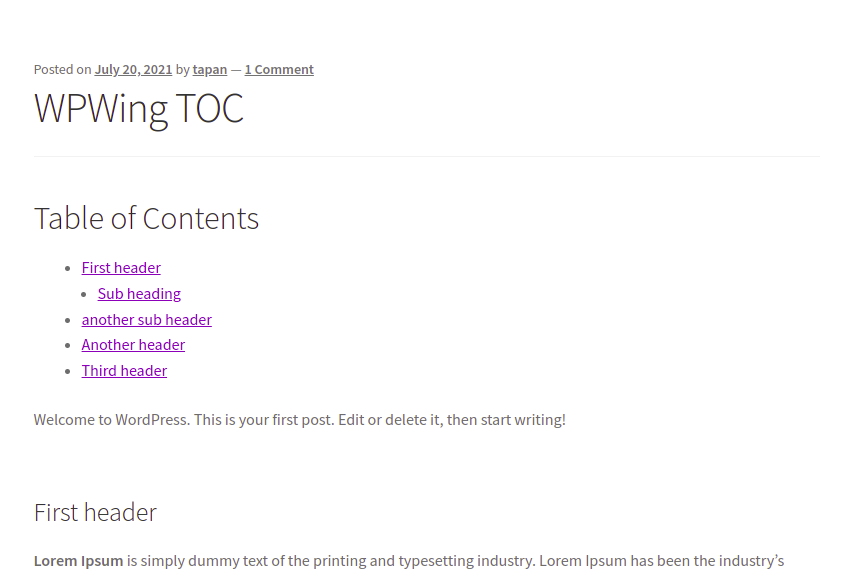 Posted on July 20, 2021 by tapan — 1 Comment
WPWing TOC
Table of Contents
First header
Sub heading
another sub header
Another header
Third header
Welcome to WordPress. This is your first post. Edit or delete it, then start writing!
First header
Lorem Ipsum is simply dummy text of the printing and typesetting industry. Lorem Ipsum has been the industry’s